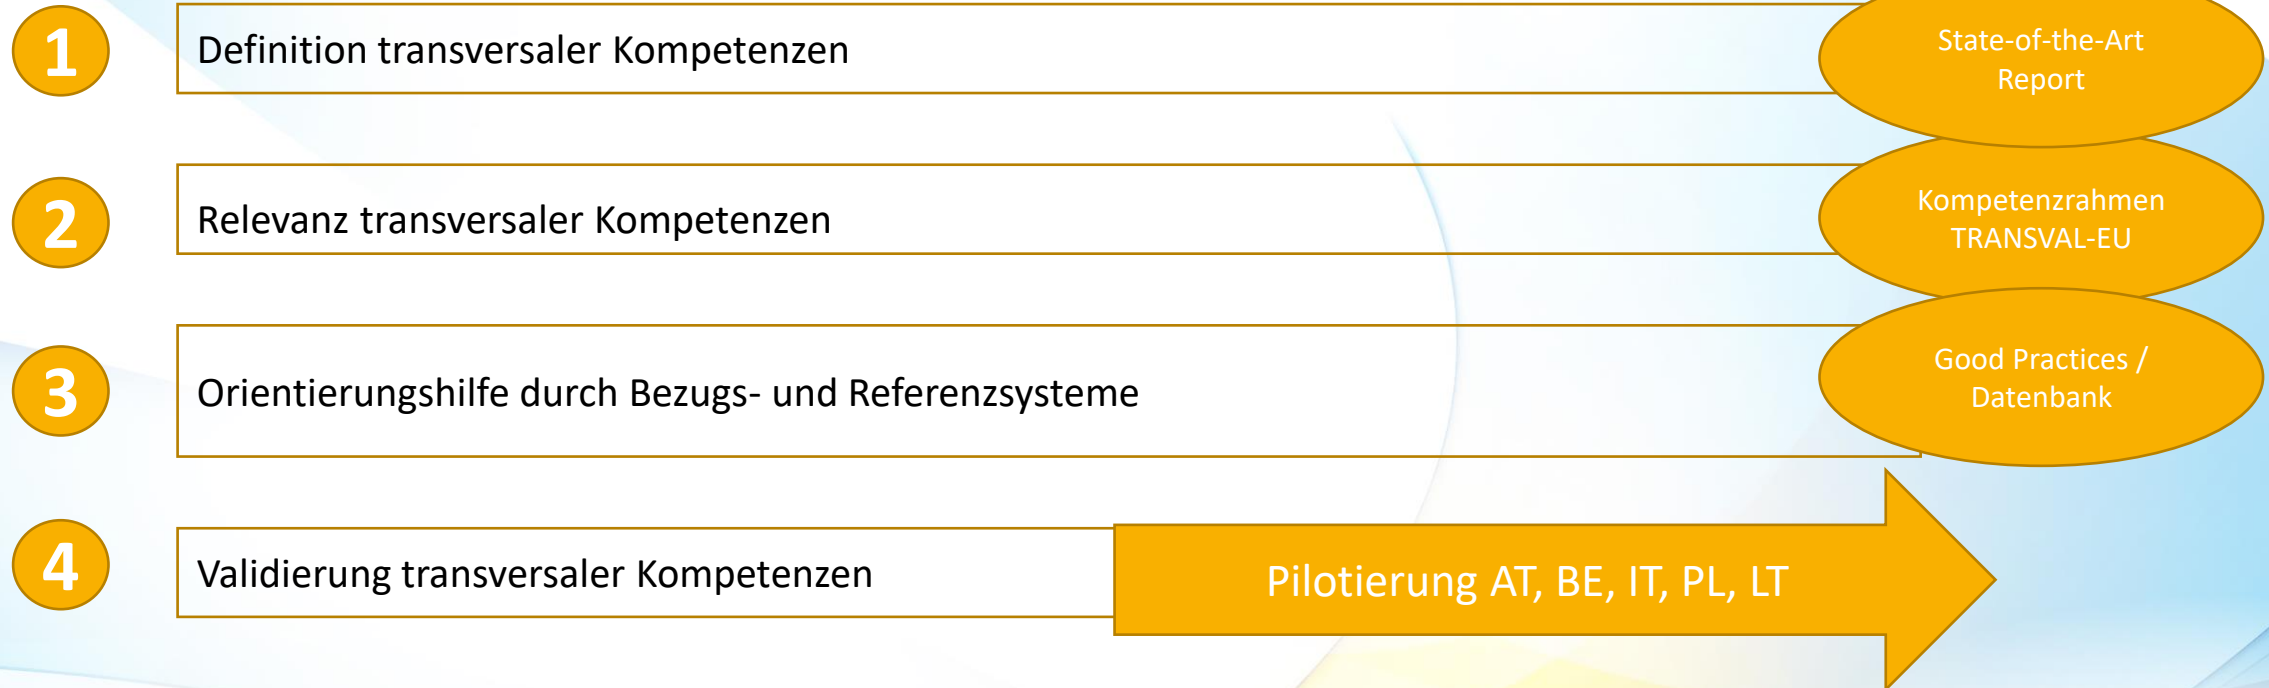 1
Definition transversaler Kompetenzen
State-of-the-Art
Report
2
Relevanz transversaler Kompetenzen
Kompetenzrahmen
TRANSVAL-EU
3
Orientierungshilfe durch Bezugs- und Referenzsysteme
Good Practices /
Datenbank
4
Validierung transversaler Kompetenzen
Pilotierung AT, BE, IT, PL, LT